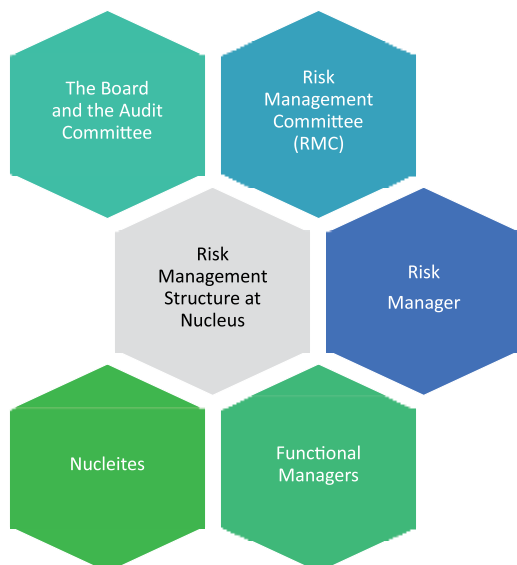 The Board
and the Audit
Committee
Risk
Management
Committee
(RMC)
Risk
Management
Structure at
Nucleus
Risk
Manager
Nucleites
Functional
Managers